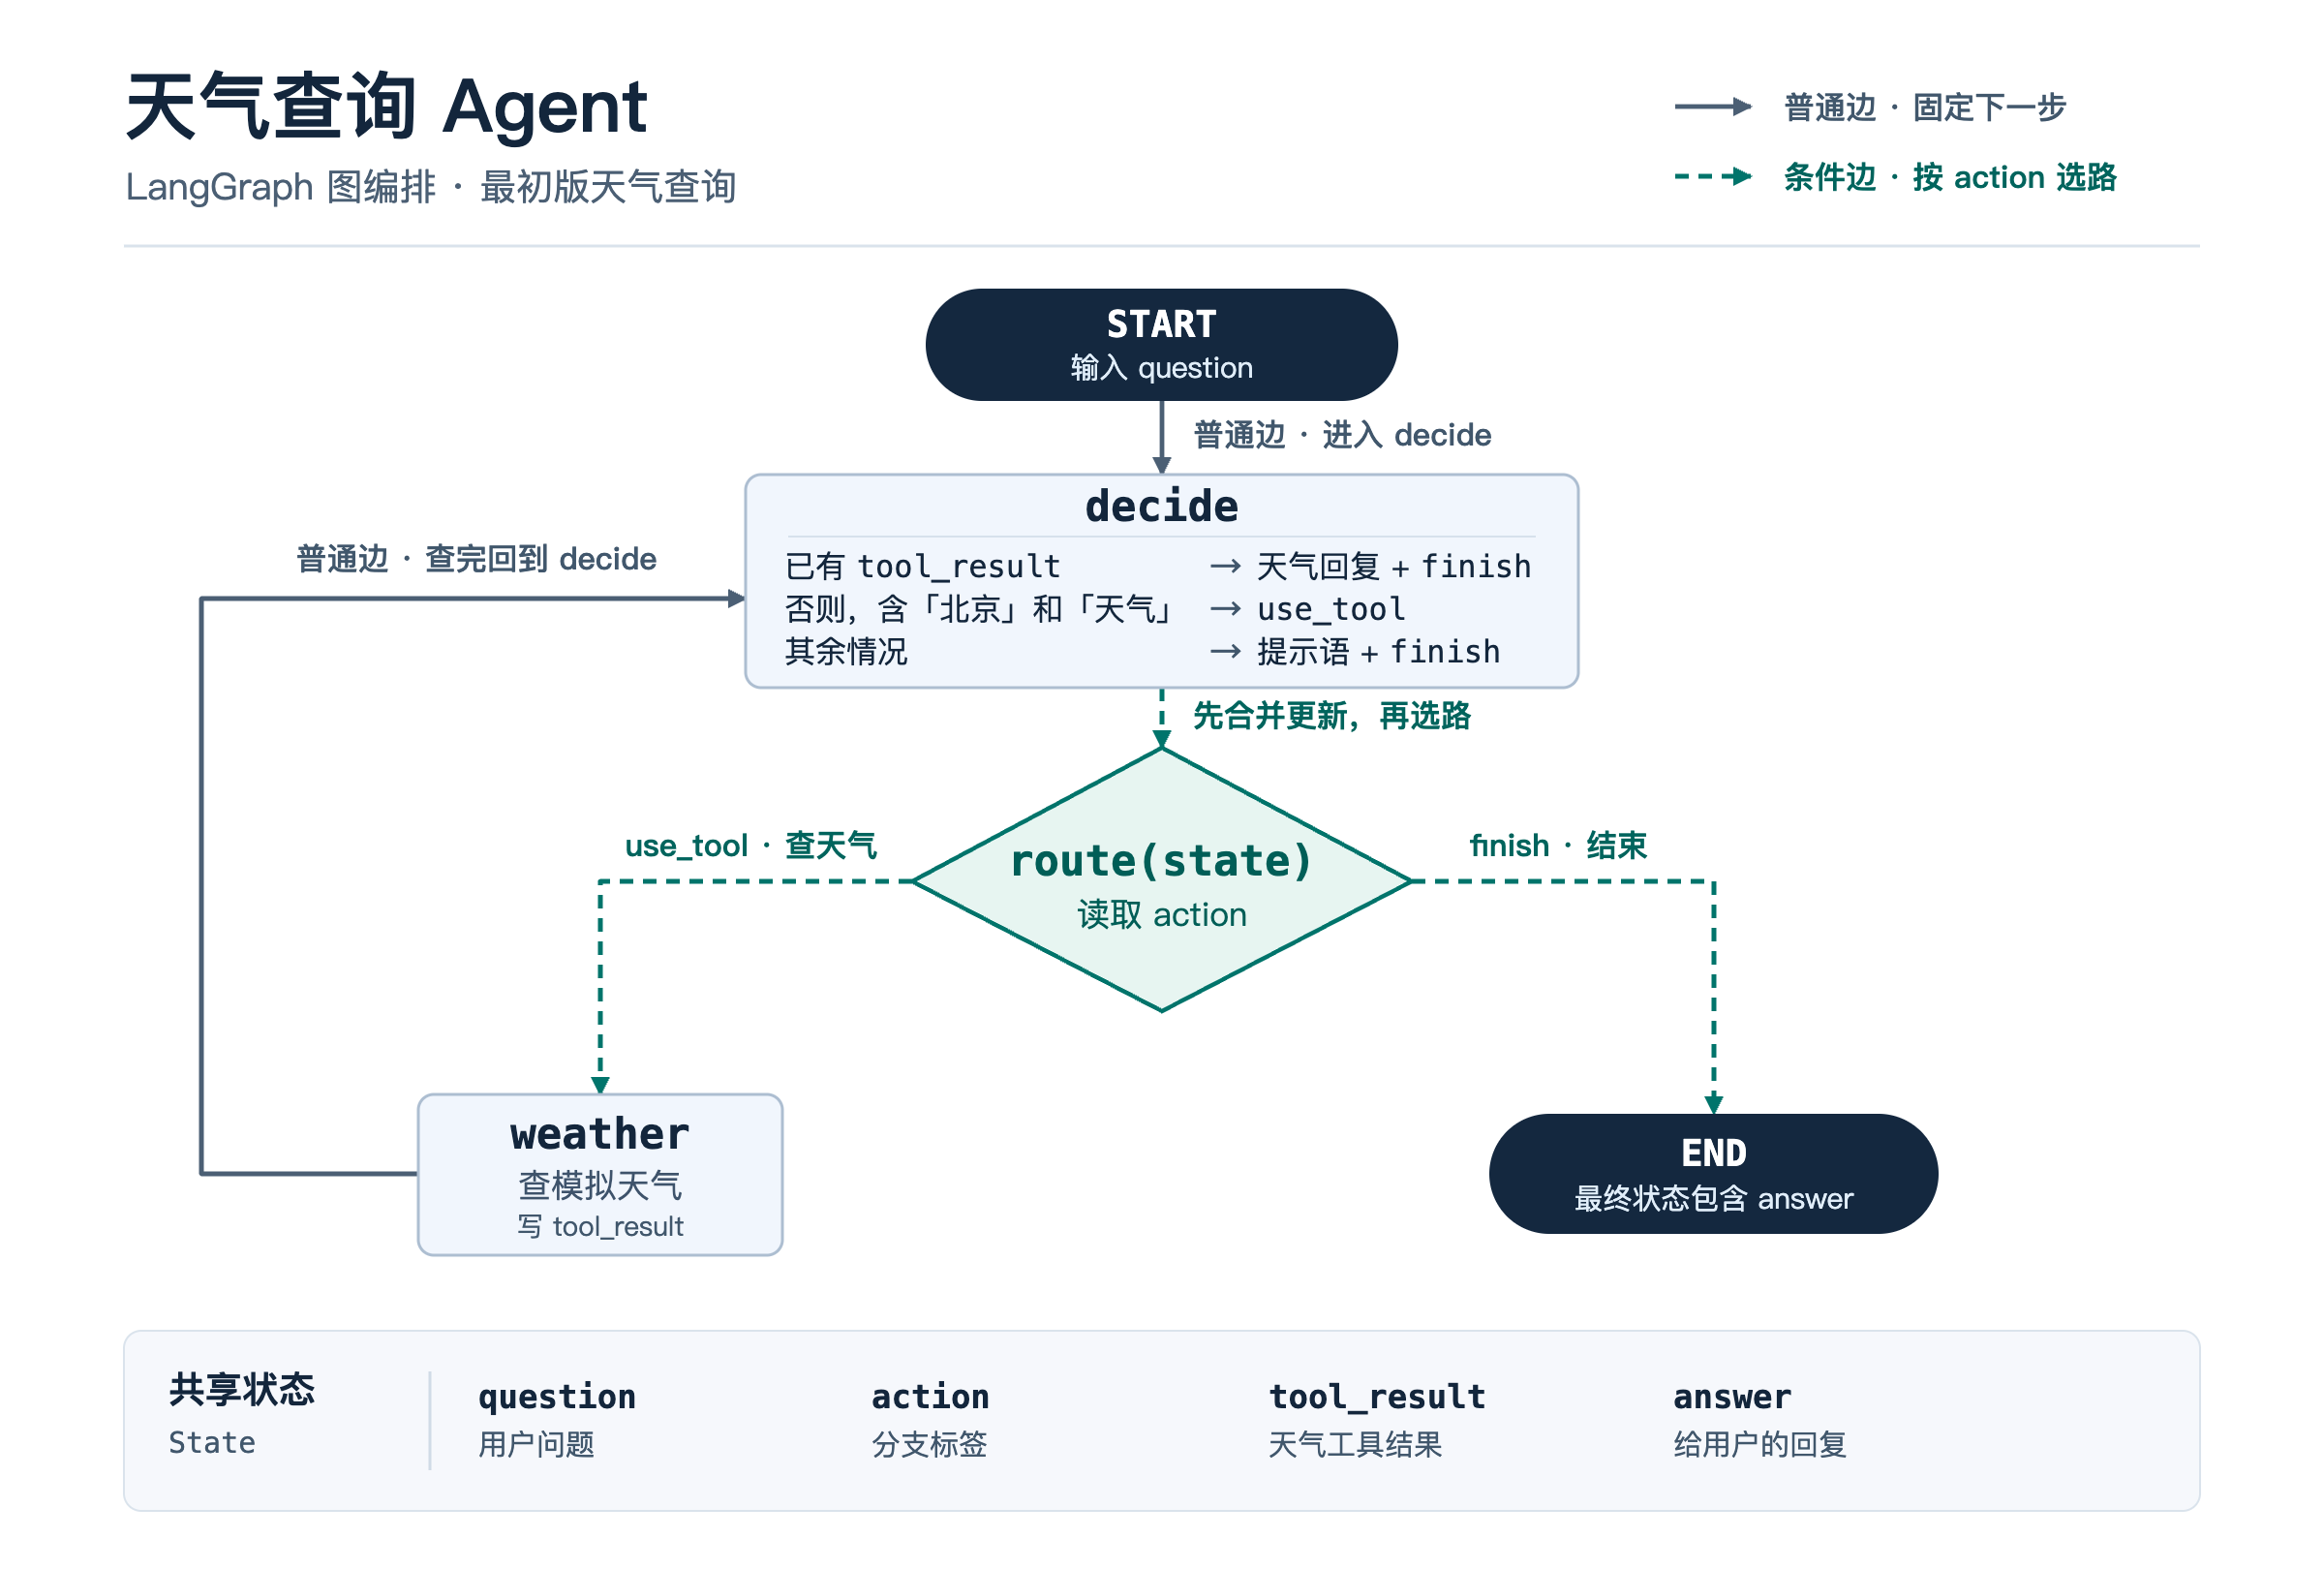 天气查询 Agent
LangGraph 图编排 · 最初版天气查询
普通边 · 固定下一步
条件边 · 按 action 选路
START
输入 question
普通边 · 进入 decide
decide
已有 tool_result → 天气回复 + finish
否则，含「北京」和「天气」 → use_tool
其余情况 → 提示语 + finish
普通边 · 查完回到 decide
先合并更新，再选路
use_tool · 查天气
route(state)
读取 action
finish · 结束
weather
查模拟天气
写 tool_result
END
最终状态包含 answer
共享状态
State
question
用户问题
action
分支标签
tool_result
天气工具结果
answer
给用户的回复